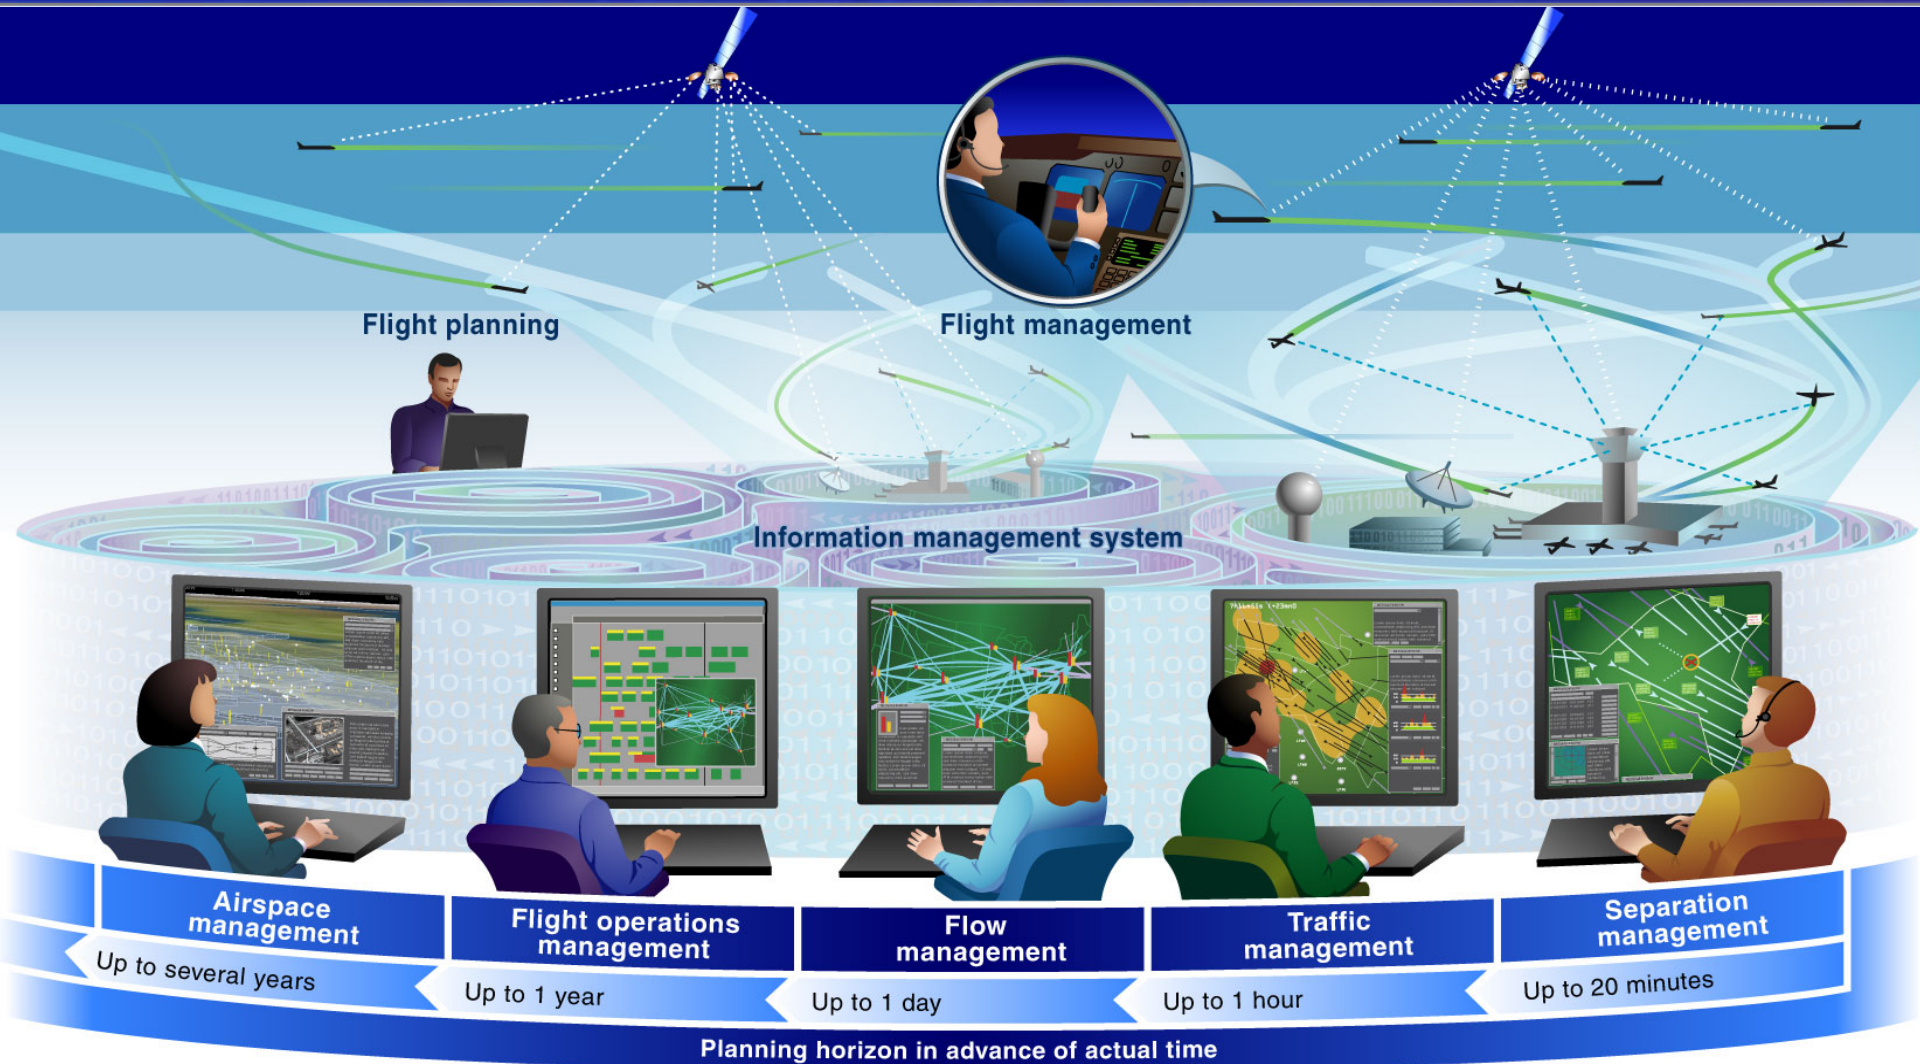 Flight planning
Flight management
Information management system
Airspace
management
Flight operations
management
Flow
management
Traffic
management
Separation
management
Up to several years
Up to 1 year
Up to 1 day
Up to 1 hour
Up to 20 minutes
Planning horizon in advance of actual time